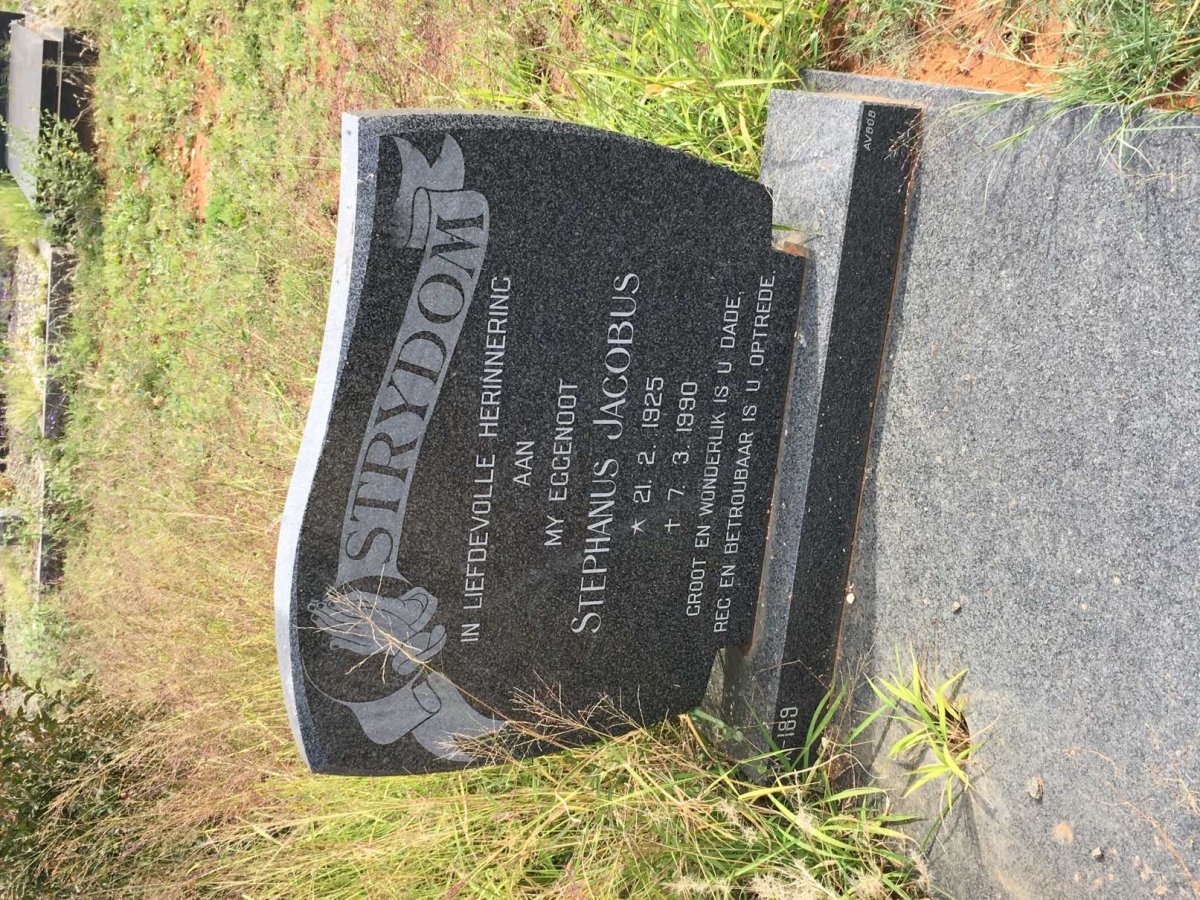 STRYDOM
IN LIEFDEVOLLE HERINNERING
AAN
MY EGGENOOT
STEPHANUS JACOBUS
★ 21. 2. 1925
✝ 7. 3. 1990
GROOT EN WONDERLIK IS U DADE,
REG EN BETROUBAAR IS U OPTREDE.
189
AVBOB